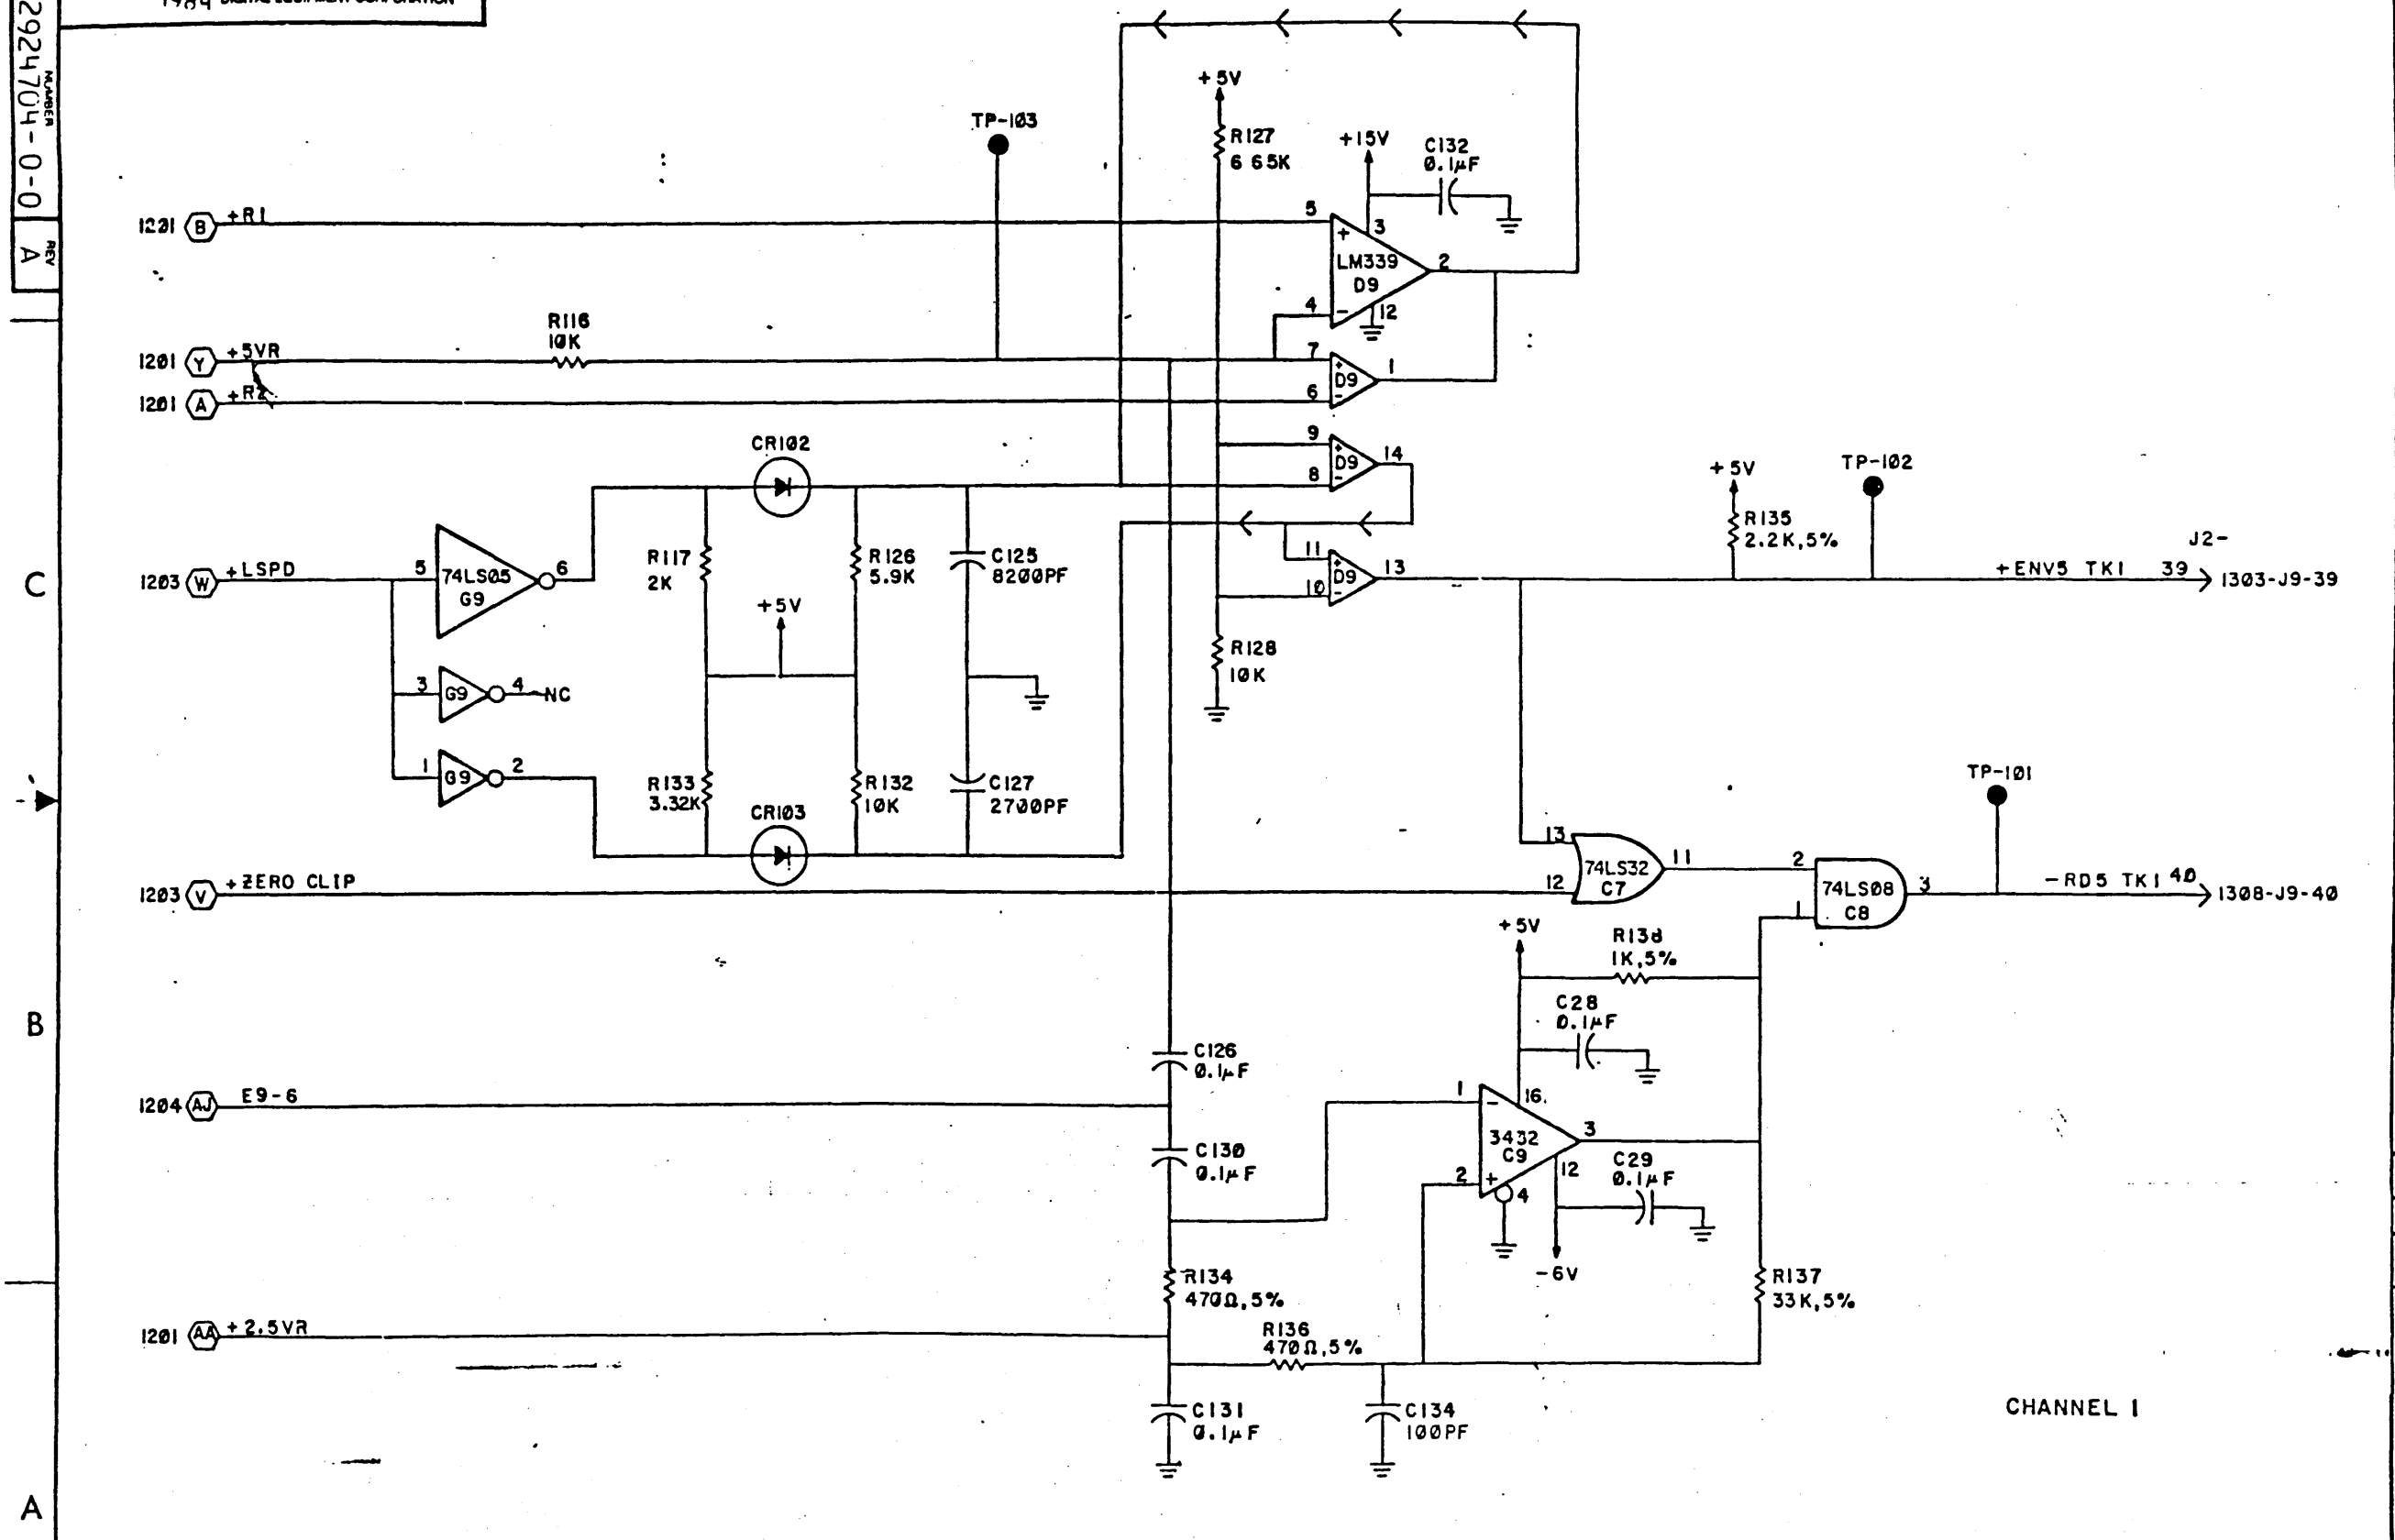 1984 DIGITAL EQUIPMENT CORPORATION
NUMBER
2924704-0-0
REV
A
+5V
TP-103
R127
6 65K
+15V
C132
0.1µF
1201 B +R1
5
+
3
LM339
D9
2
4
-
12
R116
10K
1201 Y +5VR
7
+
D9
1
1201 A +R2
6
-
CR102
9
+
D9
14
8
-
+5V
TP-102
R135
2.2K,5%
J2-
1203 W +LSPD
5
74LS05
G9
6
R117
2K
R126
5.9K
C125
8200PF
11
+
D9
13
10
-
+ENV5 TK1 39
1303-J9-39
C
+5V
R128
10K
3
G9
4
NC
1
G9
2
R133
3.32K
R132
10K
C127
2700PF
CR103
TP-101
13
74LS32
C7
11
12
2
74LS08
C8
3
1
-RD5 TK1 40
1308-J9-40
1203 V +ZERO CLIP
+5V
R138
1K,5%
C28
0.1µF
B
C126
0.1µF
1204 AJ E9-6
1
-
16
3432
C9
3
2
+
4
12
C29
0.1µF
C130
0.1µF
-6V
R134
470Ω,5%
R137
33K,5%
1201 AA +2.5VR
R136
470Ω,5%
C131
0.1µF
C134
100PF
CHANNEL 1
A